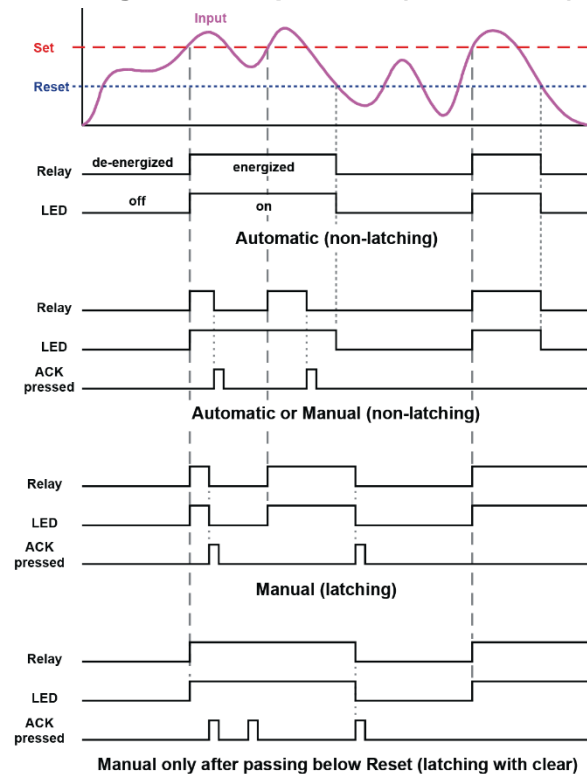 Input
Set
Reset
de-energized
energized
Relay
off
on
LED
Automatic (non-latching)
Relay
LED
ACK
pressed
Automatic or Manual (non-latching)
Relay
LED
ACK
pressed
Manual (latching)
Relay
LED
ACK
pressed
Manual only after passing below Reset (latching with clear)